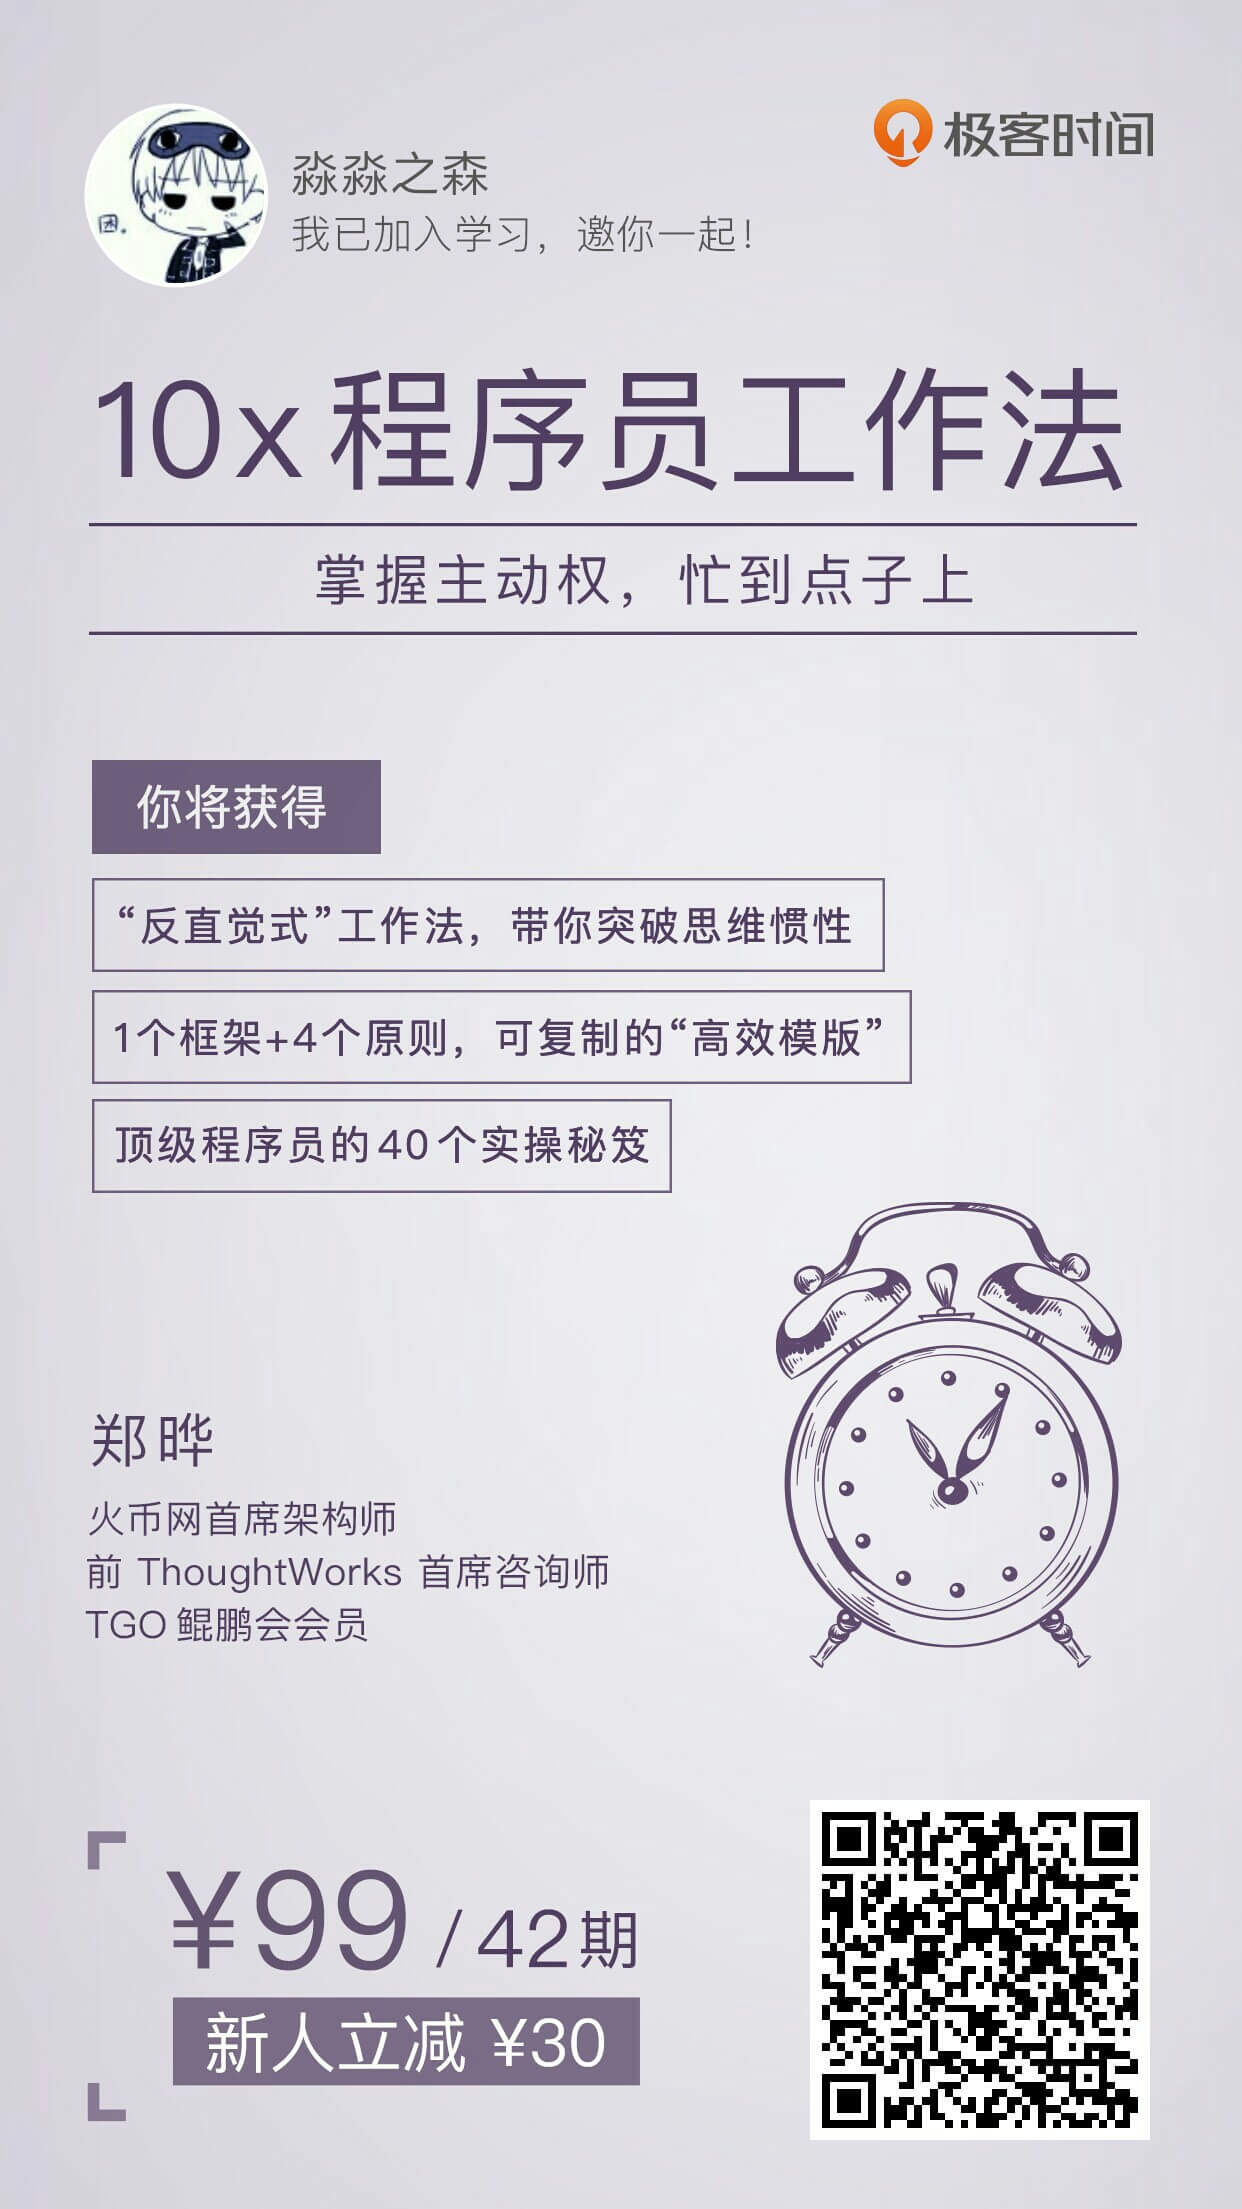 极客时间
淼淼之森
我已加入学习，邀你一起！
困。
10x 程序员工作法
掌握主动权，忙到点子上
你将获得
“反直觉式”工作法，带你突破思维惯性
1个框架+4个原则，可复制的“高效模版”
顶级程序员的40个实操秘笈
郑晔
火币网首席架构师
前 ThoughtWorks 首席咨询师
TGO 鲲鹏会会员
¥99 / 42期
新人立减 ¥30